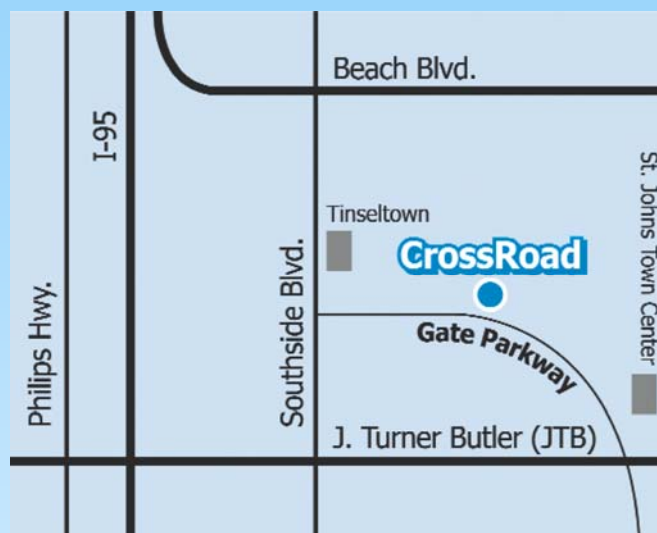 Beach Blvd.
I-95
St. Johns Town Center
Tinseltown
CrossRoad
Southside Blvd.
Philips Hwy.
Gate Parkway
J. Turner Butler (JTB)